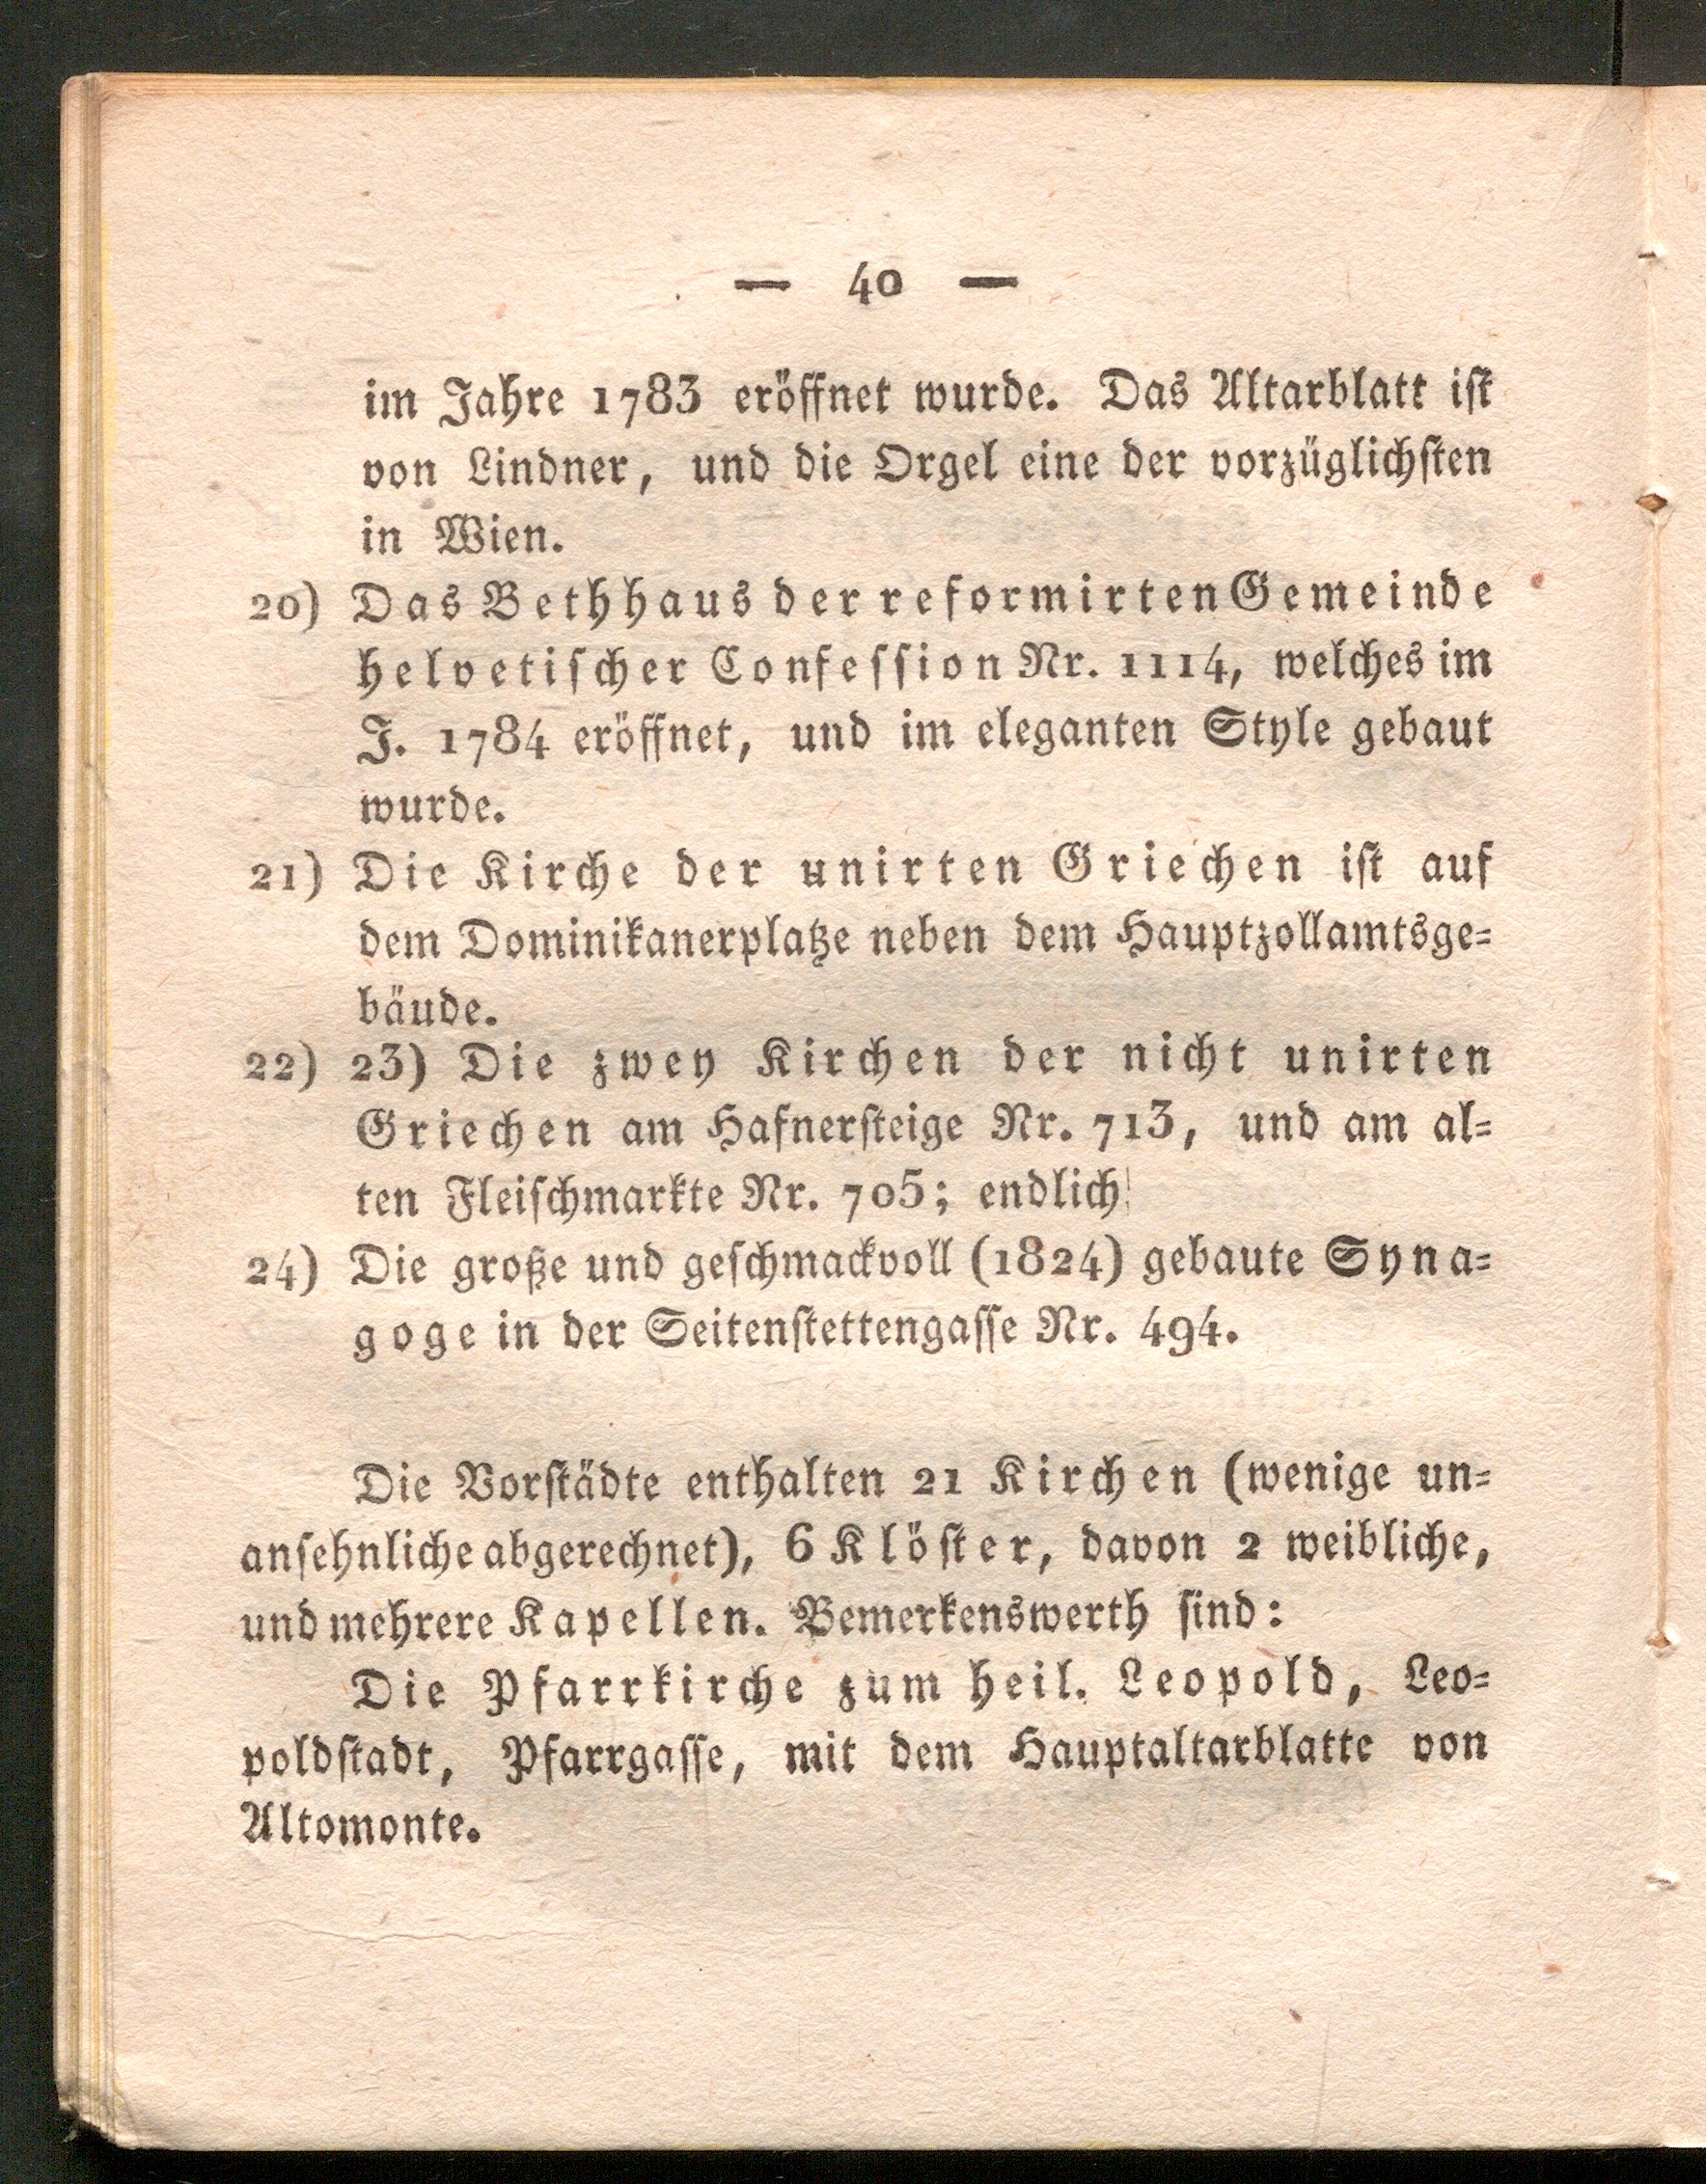 — 40 —
im Jahre 1783 eröffnet wurde. Das Altarblatt ist
von Lindner, und die Orgel eine der vorzüglichsten
in Wien.
20) Das Bethhaus der reformirten Gemeinde
helvetischer Confession Nr. 1114, welches im
J. 1784 eröffnet, und im eleganten Style gebaut
wurde.
21) Die Kirche der unirten Griechen ist auf
dem Dominikanerplatze neben dem Hauptzollamtsge=
bäude.
22) 23) Die zwey Kirchen der nicht unirten
Griechen am Hafnersteige Nr. 713, und am al=
ten Fleischmarkte Nr. 705; endlich
24) Die große und geschmackvoll (1824) gebaute Syna=
goge in der Seitenstettengasse Nr. 494.
Die Vorstädte enthalten 21 Kirchen (wenige un=
ansehnliche abgerechnet), 6 Klöster, davon 2 weibliche,
und mehrere Kapellen. Bemerkenswerth sind:
Die Pfarrkirche zum heil. Leopold, Leo=
poldstadt, Pfarrgasse, mit dem Hauptaltarblatte von
Altomonte.